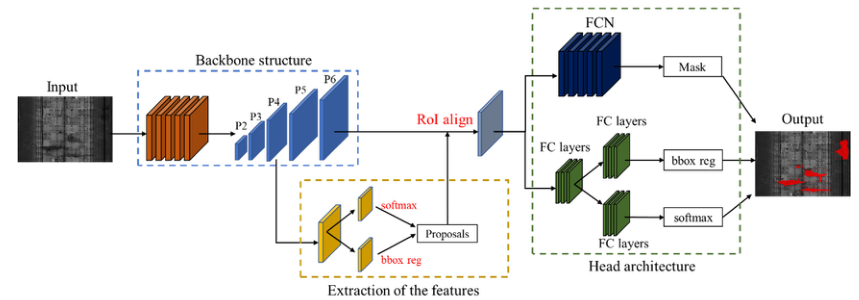 FCN
Backbone structure
Input
P2
P3
P4
P5
P6
Mask
RoI align
Output
FC layers
FC layers
bbox reg
softmax
FC layers
softmax
Proposals
bbox reg
Head architecture
Extraction of the features